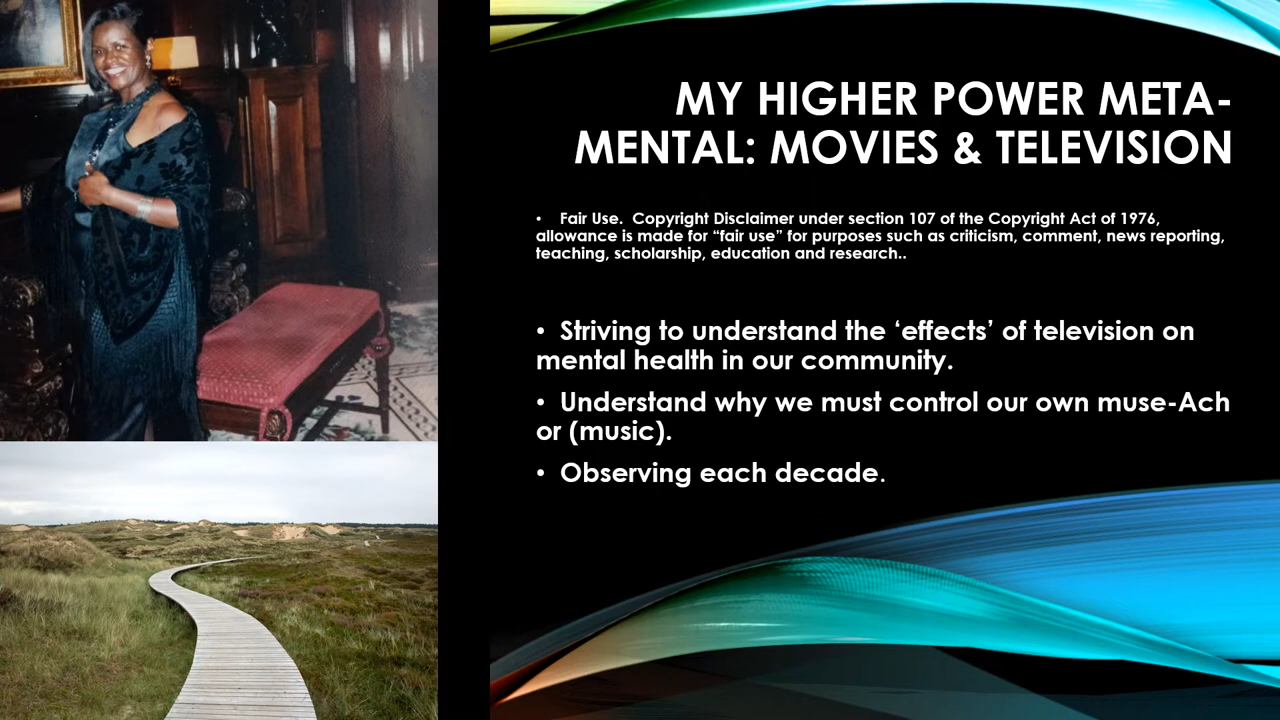 MY HIGHER POWER META-
MENTAL: MOVIES & TELEVISION
• Fair Use. Copyright Disclaimer under section 107 of the Copyright Act of 1976,
allowance is made for “fair use” for purposes such as criticism, comment, news reporting,
teaching, scholarship, education and research..
• Striving to understand the ‘effects’ of television on
mental health in our community.
• Understand why we must control our own muse-Ach
or (music).
• Observing each decade.